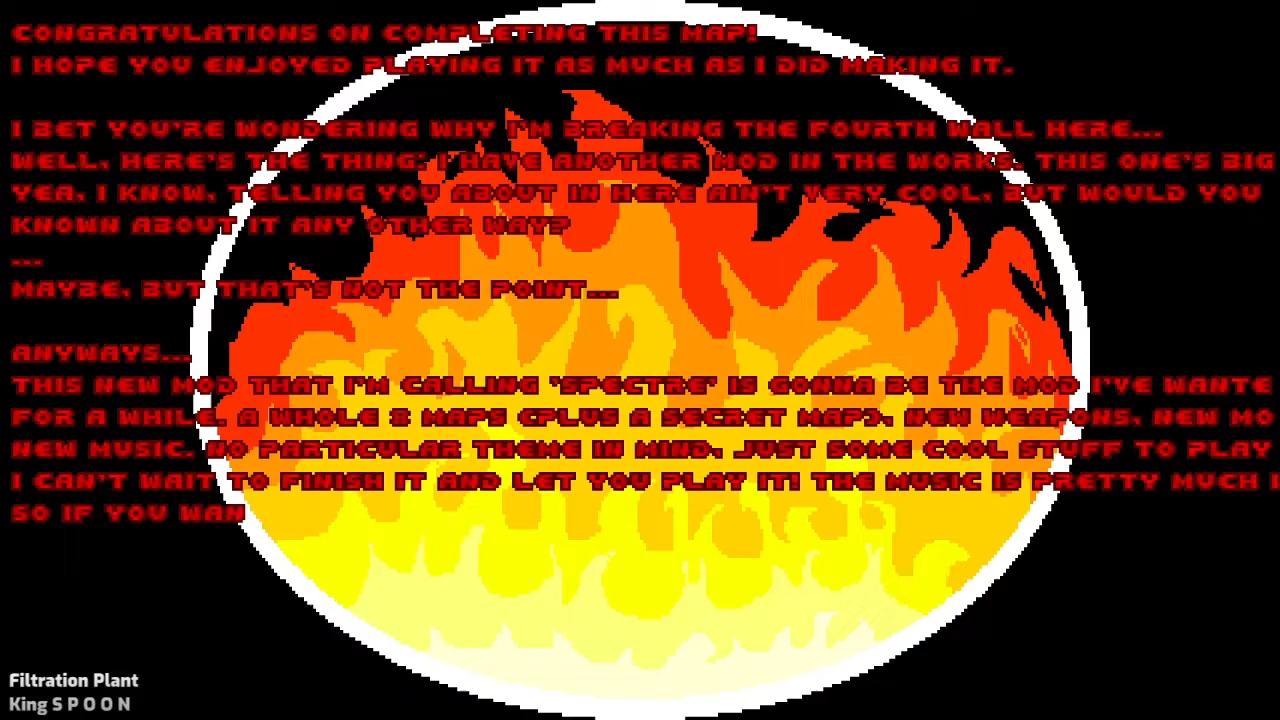 CONGRATULATIONS ON COMPLETING THIS MAP!
I HOPE YOU ENJOYED PLAYING IT AS MUCH AS I DID MAKING IT.
I BET YOU'RE WONDERING WHY I'M BREAKING THE FOURTH WALL HERE...
WELL, HERE'S THE THING: I HAVE ANOTHER MOD IN THE WORKS. THIS ONE'S BIG
YEA, I KNOW, TELLING YOU ABOUT IN HERE AIN'T VERY COOL, BUT WOULD YOU
KNOWN ABOUT IT ANY OTHER WAY?
...
MAYBE, BUT THAT'S NOT THE POINT...
ANYWAYS...
THIS NEW MOD THAT I'M CALLING 'SPECTRE' IS GONNA BE THE MOD I'VE WANTE
FOR A WHILE. A WHOLE 8 MAPS (PLUS A SECRET MAP), NEW WEAPONS, NEW MO
NEW MUSIC. NO PARTICULAR THEME IN MIND, JUST SOME COOL STUFF TO PLAY
I CAN'T WAIT TO FINISH IT AND LET YOU PLAY IT! THE MUSIC IS PRETTY MUCH
SO IF YOU WAN
Filtration Plant
King S P O O N